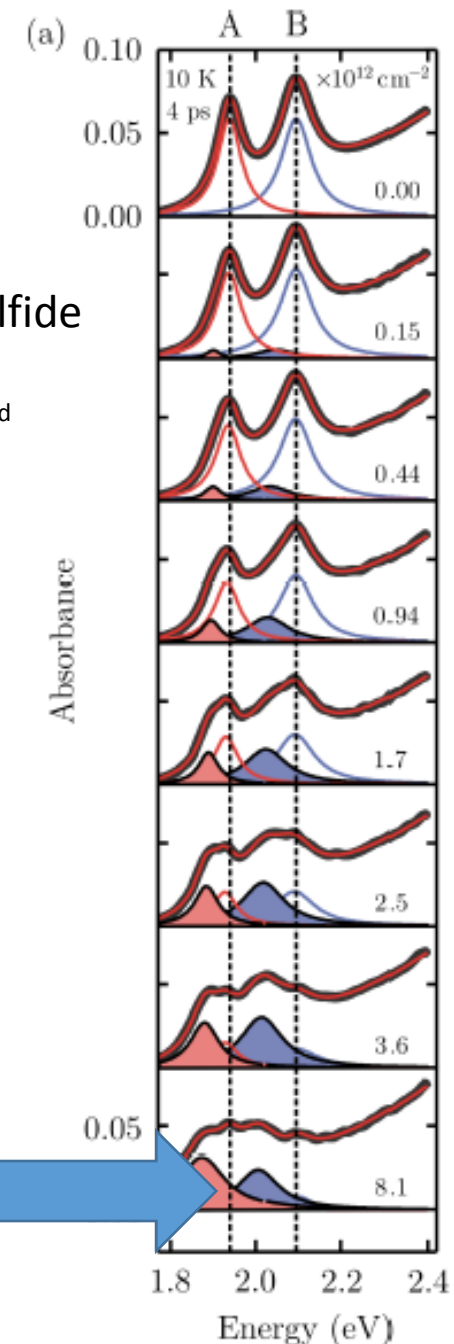 (a)
A B
0.10
10 K
×10¹² cm⁻²
4 ps
0.05
0.00
0.00
lfide
0.15
d
0.44
0.94
Absorbance
1.7
2.5
3.6
0.05
8.1
1.8 2.0 2.2 2.4
Energy (eV)